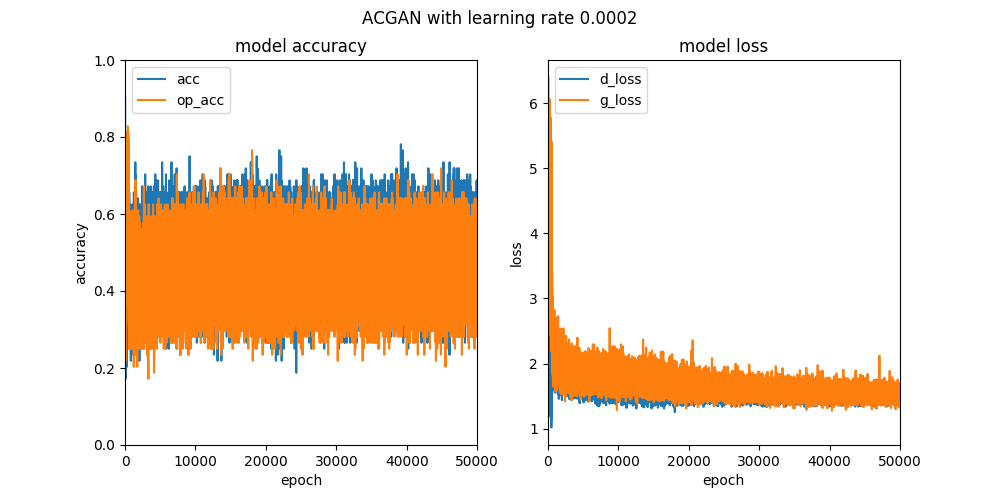 ACGAN with learning rate 0.0002
model accuracy
acc
op_acc
accuracy
1.0
0.8
0.6
0.4
0.2
0.0
0 10000 20000 30000 40000 50000
epoch
model loss
d_loss
g_loss
loss
6
5
4
3
2
1
0 10000 20000 30000 40000 50000
epoch